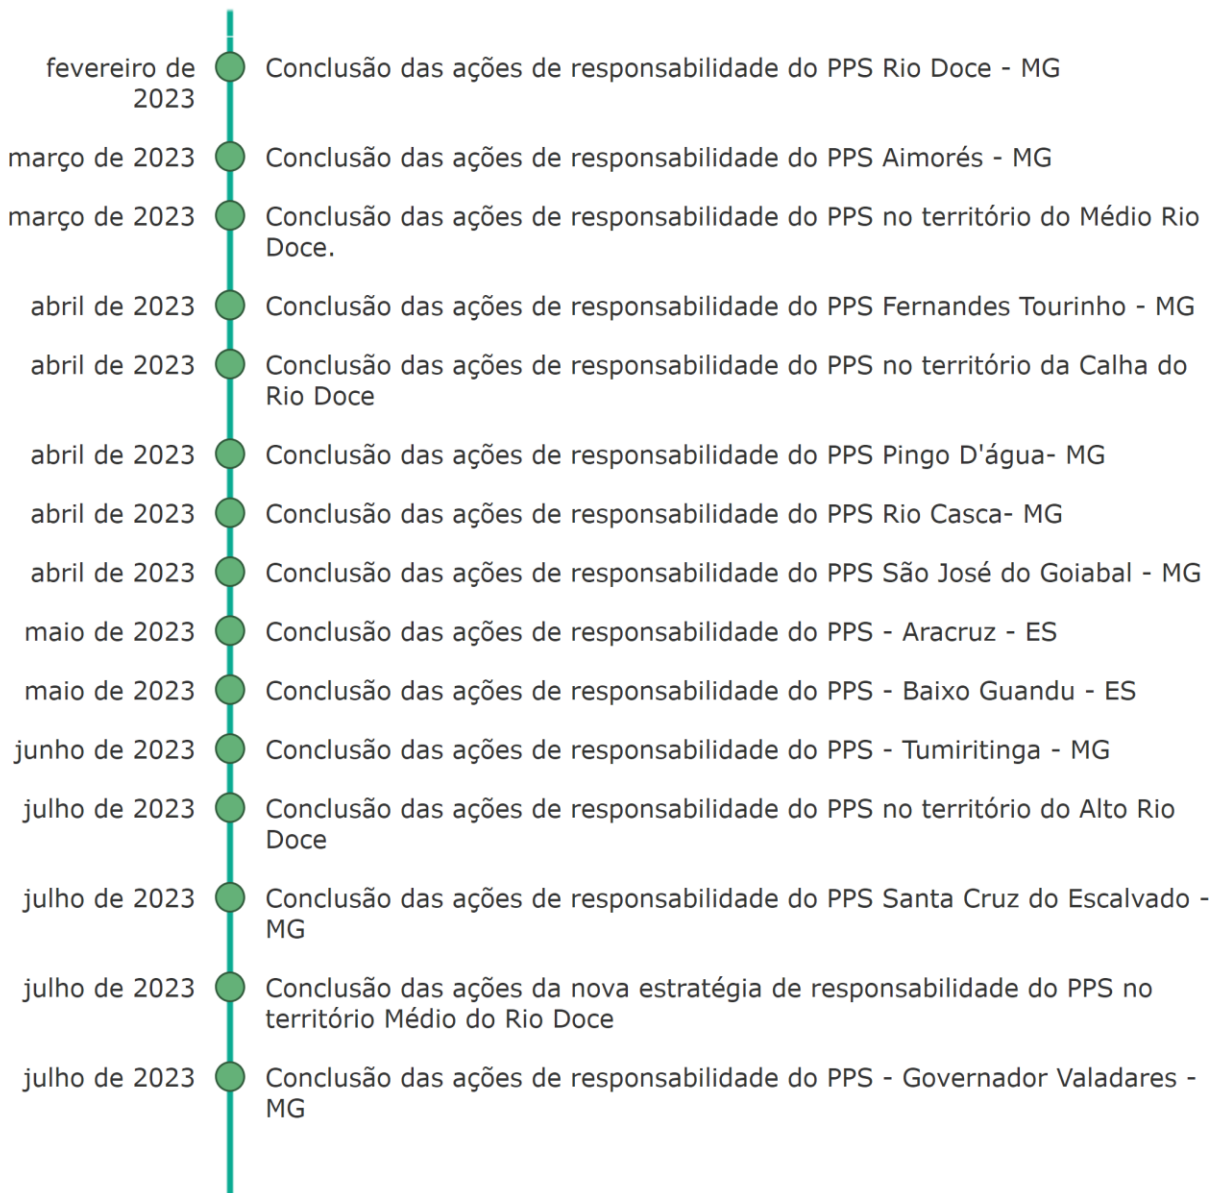 fevereiro de
2023
Conclusão das ações de responsabilidade do PPS Rio Doce - MG
março de 2023
Conclusão das ações de responsabilidade do PPS Aimorés - MG
março de 2023
Conclusão das ações de responsabilidade do PPS no território do Médio Rio
Doce.
abril de 2023
Conclusão das ações de responsabilidade do PPS Fernandes Tourinho - MG
abril de 2023
Conclusão das ações de responsabilidade do PPS no território da Calha do
Rio Doce
abril de 2023
Conclusão das ações de responsabilidade do PPS Pingo D'água- MG
abril de 2023
Conclusão das ações de responsabilidade do PPS Rio Casca- MG
abril de 2023
Conclusão das ações de responsabilidade do PPS São José do Goiabal - MG
maio de 2023
Conclusão das ações de responsabilidade do PPS - Aracruz - ES
maio de 2023
Conclusão das ações de responsabilidade do PPS - Baixo Guandu - ES
junho de 2023
Conclusão das ações de responsabilidade do PPS - Tumiritinga - MG
julho de 2023
Conclusão das ações de responsabilidade do PPS no território do Alto Rio
Doce
julho de 2023
Conclusão das ações de responsabilidade do PPS Santa Cruz do Escalvado -
MG
julho de 2023
Conclusão das ações da nova estratégia de responsabilidade do PPS no
território Médio do Rio Doce
julho de 2023
Conclusão das ações de responsabilidade do PPS - Governador Valadares -
MG